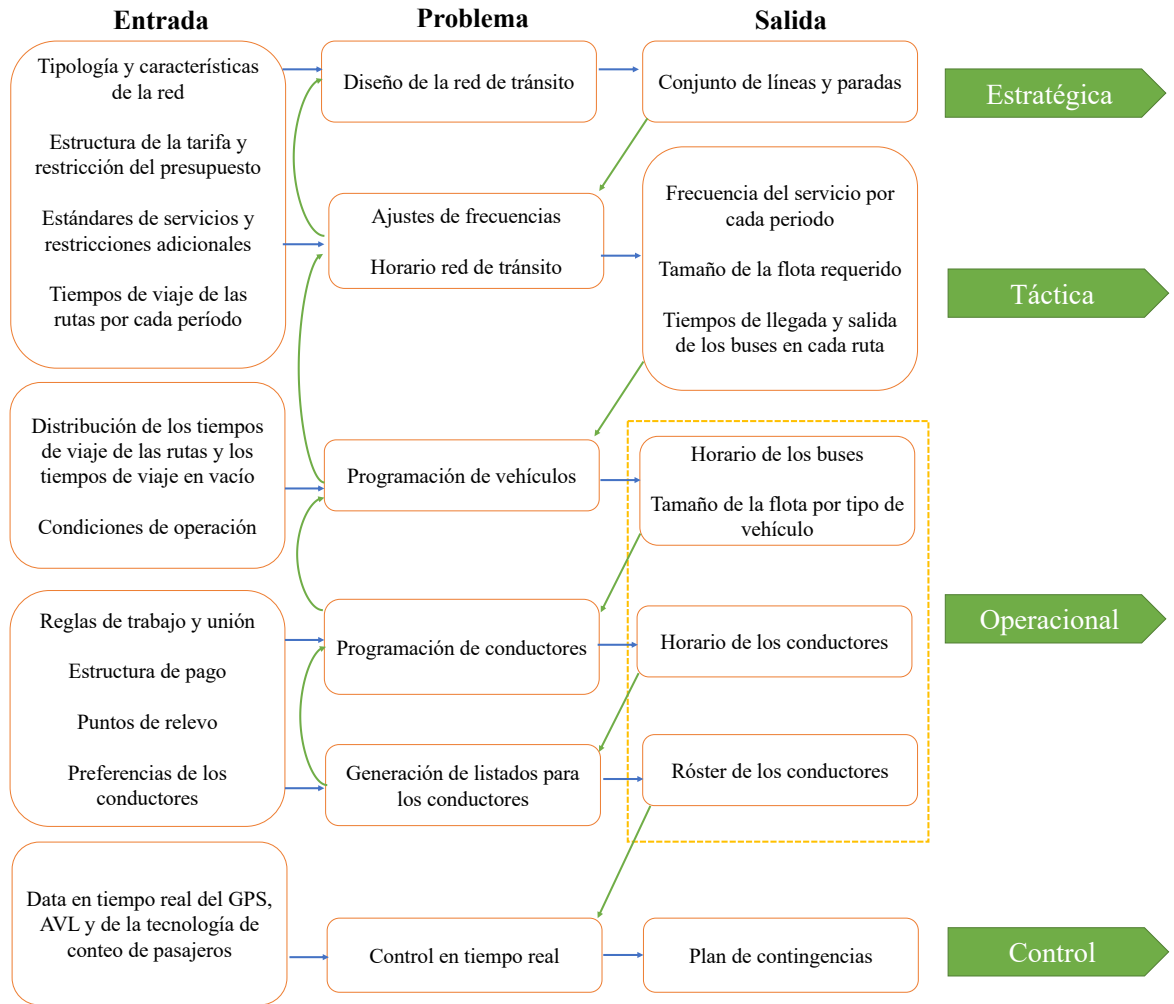 Entrada
Problema
Salida
Tipología y características
de la red
Estructura de la tarifa y
restricción del presupuesto
Estándares de servicios y
restricciones adicionales
Tiempos de viaje de las
rutas por cada período
Diseño de la red de tránsito
Conjunto de líneas y paradas
Estratégica
Ajustes de frecuencias
Horario red de tránsito
Frecuencia del servicio por
cada periodo
Tamaño de la flota requerido
Tiempos de llegada y salida
de los buses en cada ruta
Táctica
Distribución de los tiempos
de viaje de las rutas y los
tiempos de viaje en vacío
Condiciones de operación
Programación de vehículos
Horario de los buses
Tamaño de la flota por tipo de
vehículo
Reglas de trabajo y unión
Estructura de pago
Puntos de relevo
Preferencias de los
conductores
Programación de conductores
Horario de los conductores
Operacional
Generación de listados para
los conductores
Róster de los conductores
Data en tiempo real del GPS,
AVL y de la tecnología de
conteo de pasajeros
Control en tiempo real
Plan de contingencias
Control